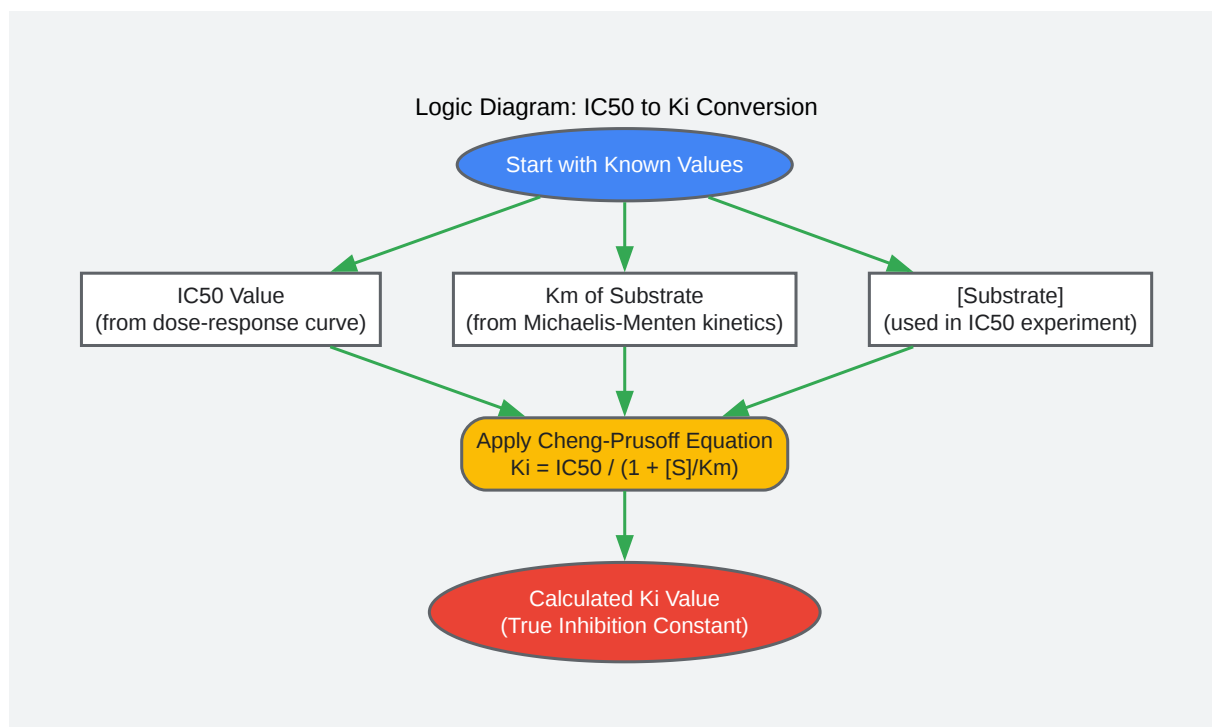 Logic Diagram: IC50 to Ki Conversion
Start with Known Values
IC50 Value
(from dose-response curve)
Km of Substrate
(from Michaelis-Menten kinetics)
[Substrate]
(used in IC50 experiment)
Apply Cheng-Prusoff Equation
Ki = IC50 / (1 + [S]/Km)
Calculated Ki Value
(True Inhibition Constant)